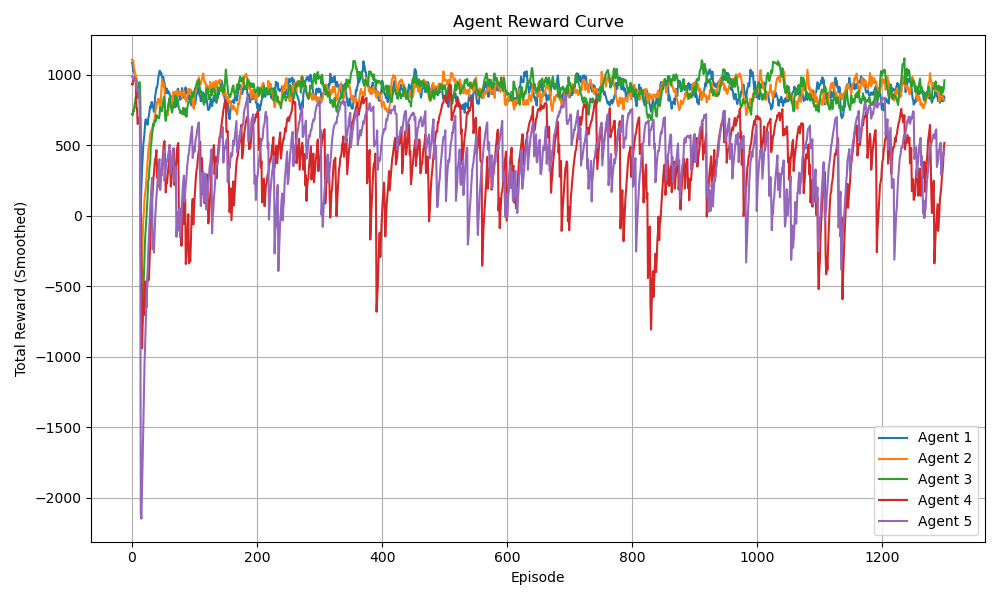 Agent Reward Curve
Total Reward (Smoothed)
1000
500
0
−500
−1000
−1500
−2000
0 200 400 600 800 1000 1200
Episode
Agent 1
Agent 2
Agent 3
Agent 4
Agent 5